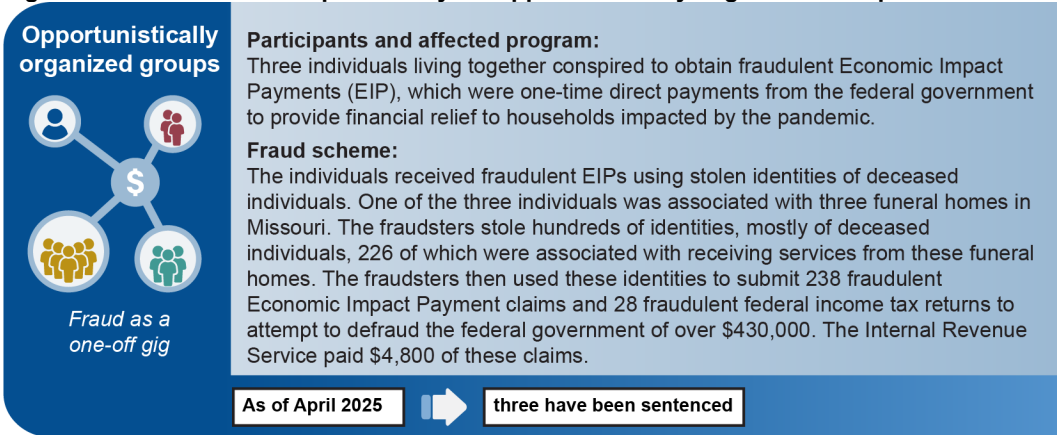 Opportunistically
organized groups
$
Fraud as a
one-off gig
Participants and affected program:
Three individuals living together conspired to obtain fraudulent Economic Impact
Payments (EIP), which were one-time direct payments from the federal government
to provide financial relief to households impacted by the pandemic.
Fraud scheme:
The individuals received fraudulent EIPs using stolen identities of deceased
individuals. One of the three individuals was associated with three funeral homes in
Missouri. The fraudsters stole hundreds of identities, mostly of deceased
individuals, 226 of which were associated with receiving services from these funeral
homes. The fraudsters then used these identities to submit 238 fraudulent
Economic Impact Payment claims and 28 fraudulent federal income tax returns to
attempt to defraud the federal government of over $430,000. The Internal Revenue
Service paid $4,800 of these claims.
As of April 2025
three have been sentenced